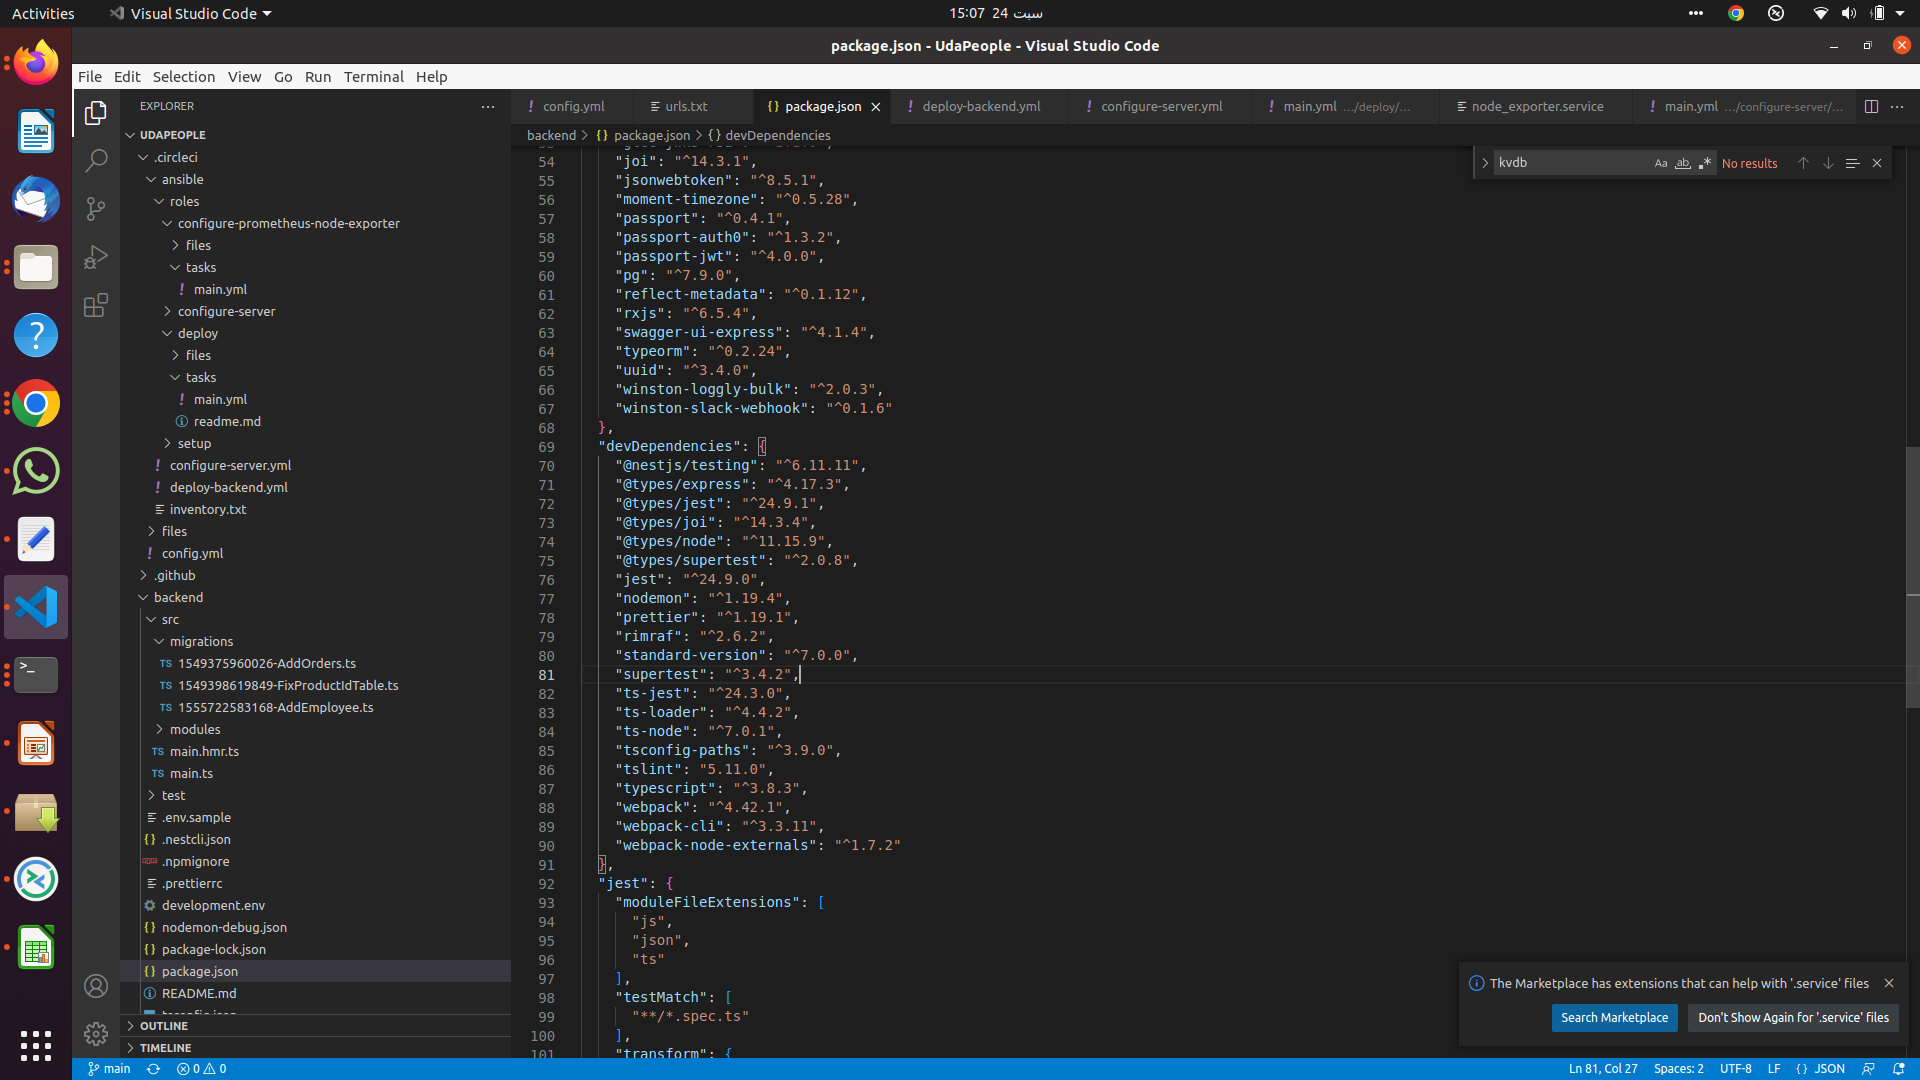 Activities
Visual Studio Code
15:07 24 سبت
package.json - UdaPeople - Visual Studio Code
File Edit Selection View Go Run Terminal Help
EXPLORER
UDAPEOPLE
.circleci
ansible
roles
configure-prometheus-node-exporter
files
tasks
main.yml
configure-server
deploy
files
tasks
main.yml
readme.md
setup
configure-server.yml
deploy-backend.yml
inventory.txt
files
config.yml
.github
backend
src
migrations
TS 1549375960026-AddOrders.ts
TS 1549398619849-FixProductIdTable.ts
TS 1555722583168-AddEmployee.ts
modules
TS main.hmr.ts
TS main.ts
test
.env.sample
{} .nestcli.json
.npmignore
.prettierrc
development.env
{} nodemon-debug.json
{} package-lock.json
{} package.json
README.md
OUTLINE
TIMELINE
! config.yml
urls.txt
{} package.json
! deploy-backend.yml
! configure-server.yml
! main.yml .../deploy/...
node_exporter.service
! main.yml .../configure-server/...
backend > {} package.json > {} devDependencies
kvdb
Aa ab .*
No results
54 "joi": "^14.3.1",
55 "jsonwebtoken": "^8.5.1",
56 "moment-timezone": "^0.5.28",
57 "passport": "^0.4.1",
58 "passport-auth0": "^1.3.2",
59 "passport-jwt": "^4.0.0",
60 "pg": "^7.9.0",
61 "reflect-metadata": "^0.1.12",
62 "rxjs": "^6.5.4",
63 "swagger-ui-express": "^4.1.4",
64 "typeorm": "^0.2.24",
65 "uuid": "^3.4.0",
66 "winston-loggly-bulk": "^2.0.3",
67 "winston-slack-webhook": "^0.1.6"
68 },
69 "devDependencies": {
70 "@nestjs/testing": "^6.11.11",
71 "@types/express": "^4.17.3",
72 "@types/jest": "^24.9.1",
73 "@types/joi": "^14.3.4",
74 "@types/node": "^11.15.9",
75 "@types/supertest": "^2.0.8",
76 "jest": "^24.9.0",
77 "nodemon": "^1.19.4",
78 "prettier": "^1.19.1",
79 "rimraf": "^2.6.2",
80 "standard-version": "^7.0.0",
81 "supertest": "^3.4.2",
82 "ts-jest": "^24.3.0",
83 "ts-loader": "^4.4.2",
84 "ts-node": "^7.0.1",
85 "tsconfig-paths": "^3.9.0",
86 "tslint": "5.11.0",
87 "typescript": "^3.8.3",
88 "webpack": "^4.42.1",
89 "webpack-cli": "^3.3.11",
90 "webpack-node-externals": "^1.7.2"
91 },
92 "jest": {
93 "moduleFileExtensions": [
94 "js",
95 "json",
96 "ts"
97 ],
98 "testMatch": [
99 "**/*.spec.ts"
100 ],
101 "transform": {
The Marketplace has extensions that can help with '.service' files
Search Marketplace
Don't Show Again for '.service' files
main
0 0
Ln 81, Col 27
Spaces: 2
UTF-8
LF
{} JSON